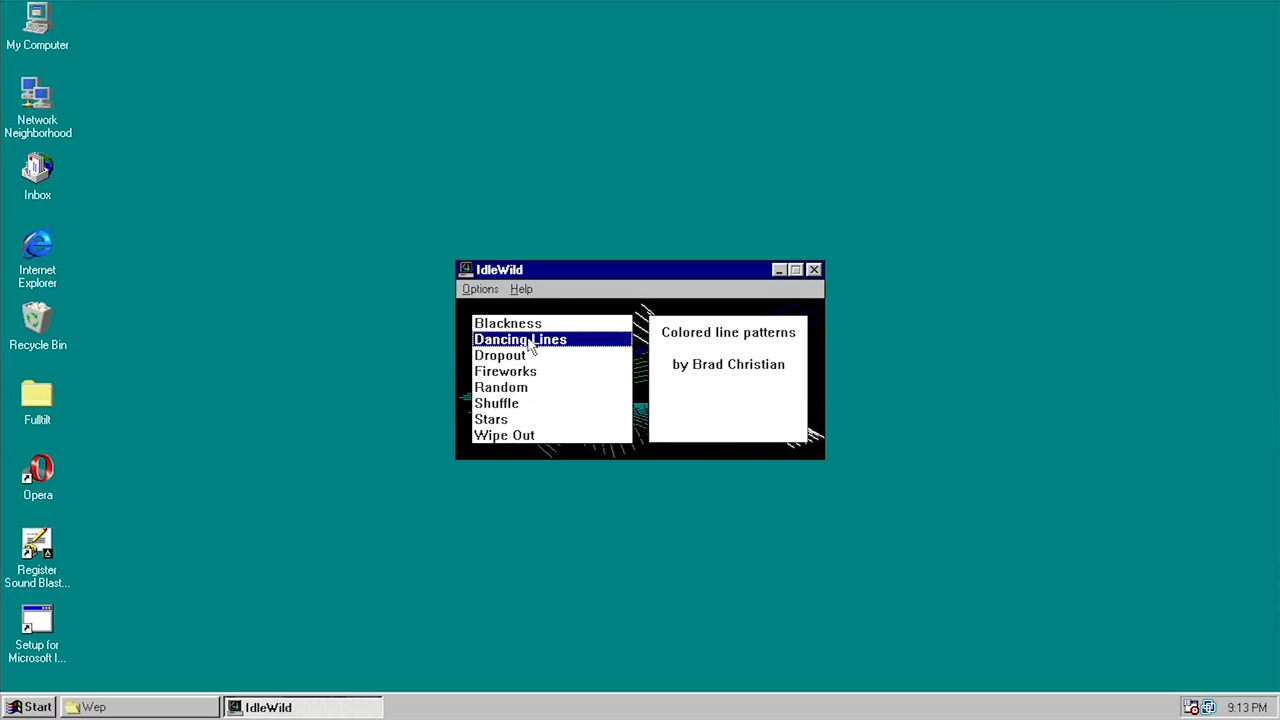 My Computer
Network
Neighborhood
Inbox
Internet
Explorer
Recycle Bin
Fulltilt
Opera
Register
Sound Blast...
Setup for
Microsoft I...
IdleWild
Options Help
Blackness
Dancing Lines
Dropout
Fireworks
Random
Shuffle
Stars
Wipe Out
Colored line patterns
by Brad Christian
Start
Wep
IdleWild
9:13 PM